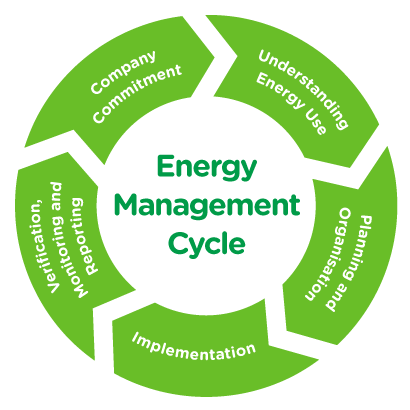 Energy
Management
Cycle
Company
Commitment
Understanding
Energy Use
Planning and
Organisation
Implementation
Verification,
Monitoring and
Reporting